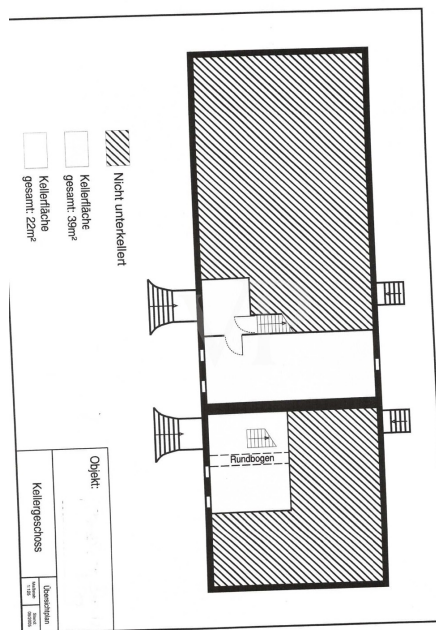 Nicht unterkellert
Kellerfläche
gesamt: 39m²
Kellerfläche
gesamt: 22m²
Rundbogen
Objekt:
Kellergeschoss
Übersichtsplan